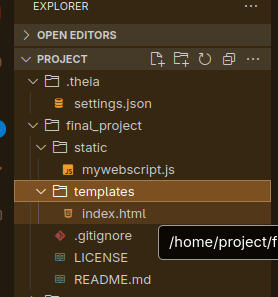 EXPLORER
OPEN EDITORS
PROJECT
.theia
settings.json
final_project
static
JS mywebscript.js
templates
index.html
.gitignore
/home/project/f
LICENSE
README.md